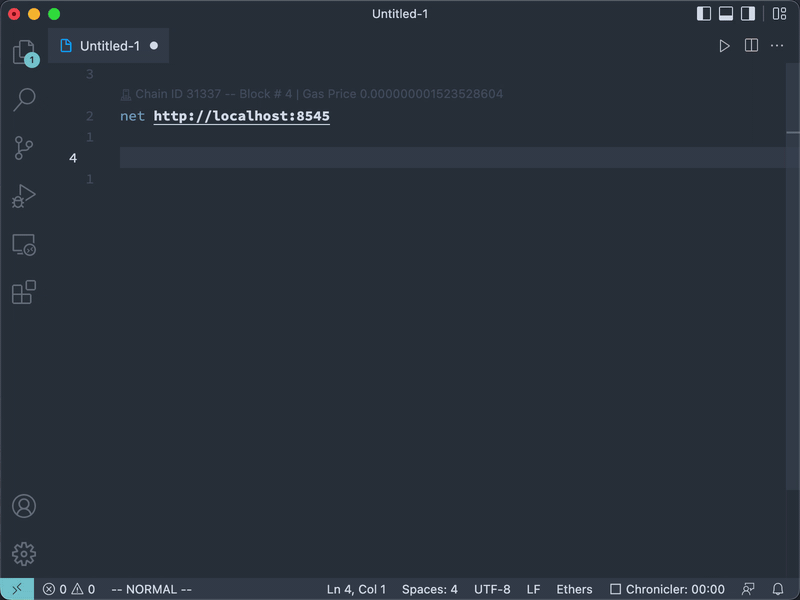 Untitled-1
Untitled-1
1
3
Chain ID 31337 -- Block # 4 | Gas Price 0.000000001523528604
2 net http://localhost:8545
1
4
1
0 0 -- NORMAL -- Ln 4, Col 1 Spaces: 4 UTF-8 LF Ethers Chronicler: 00:00